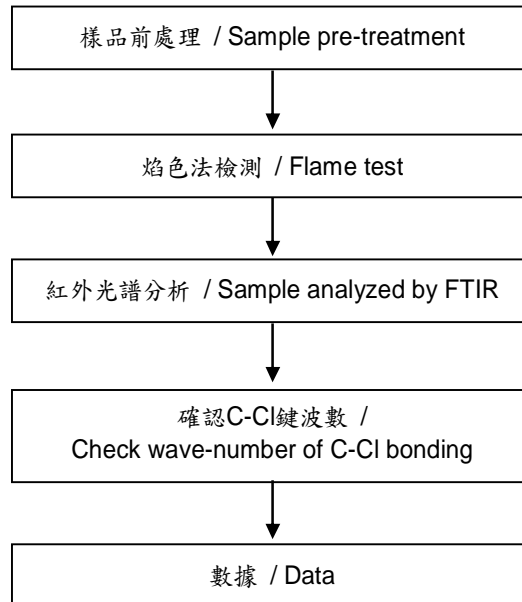 樣品前處理 / Sample pre-treatment
焰色法檢測 / Flame test
紅外光譜分析 / Sample analyzed by FTIR
確認C-Cl鍵波數 /
Check wave-number of C-Cl bonding
數據 / Data